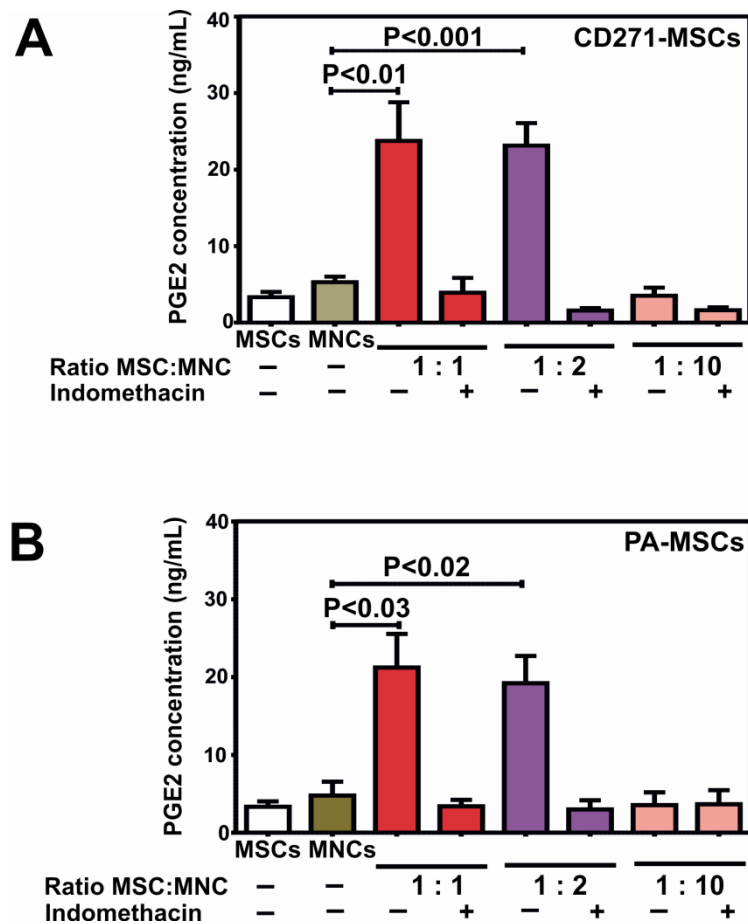 A
CD271-MSCs
P<0.001
P<0.01
PGE2 concentration (ng/mL)
40
30
20
10
0
MSCs MNCs
Ratio MSC:MNC – – 1 : 1 1 : 2 1 : 10
Indomethacin – – – + – + – +
B
PA-MSCs
P<0.02
P<0.03
PGE2 concentration (ng/mL)
40
30
20
10
0
MSCs MNCs
Ratio MSC:MNC – – 1 : 1 1 : 2 1 : 10
Indomethacin – – – + – + – +